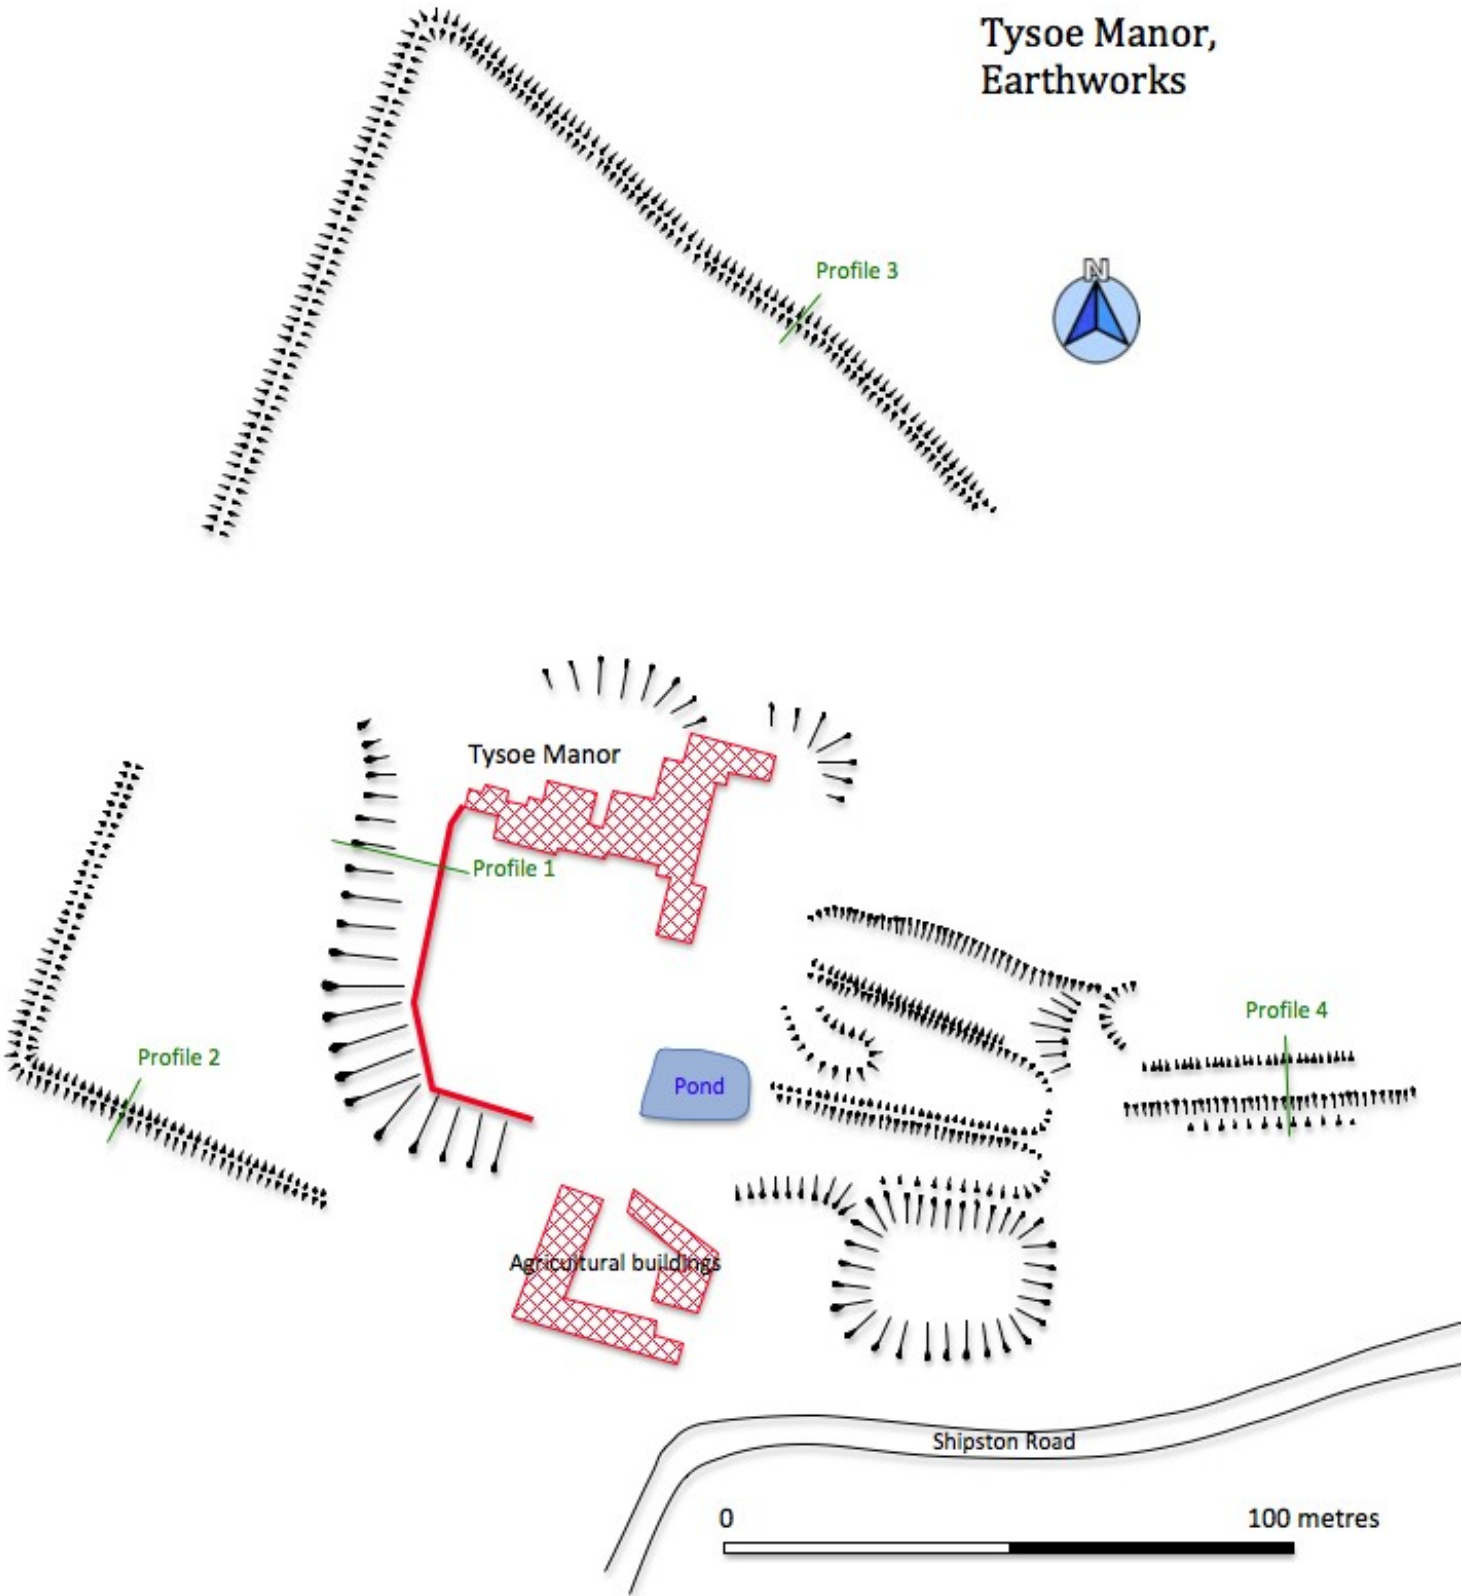 Tysoe Manor,
Earthworks
Profile 3
N
Tysoe Manor
Profile 1
Profile 4
Profile 2
Pond
Agricultural buildings
Shipston Road
0 100 metres